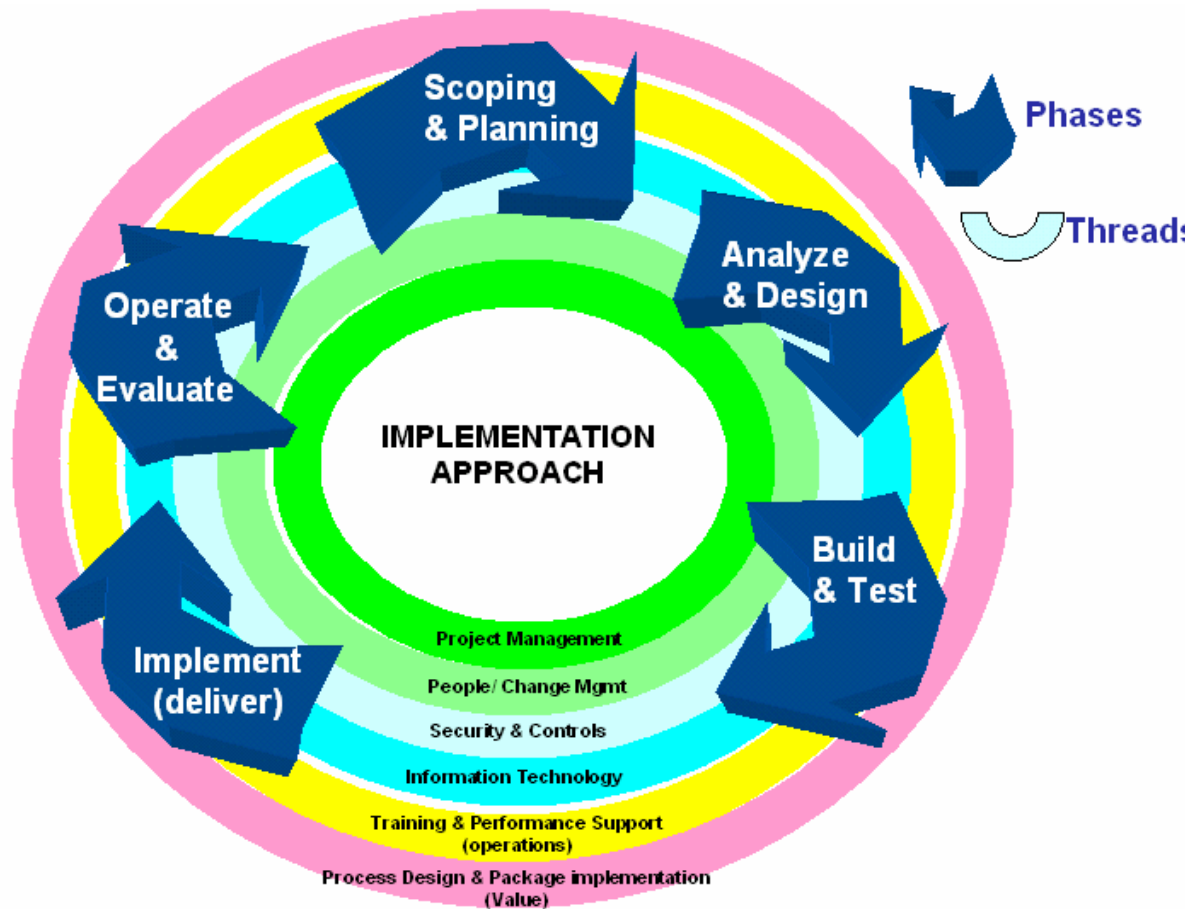 Scoping
& Planning
Phases
Threads
Analyze
& Design
Operate
&
Evaluate
IMPLEMENTATION
APPROACH
Build
& Test
Implement
(deliver)
Project Management
People/ Change Mgmt
Security & Controls
Information Technology
Training & Performance Support
(operations)
Process Design & Package implementation
(Value)